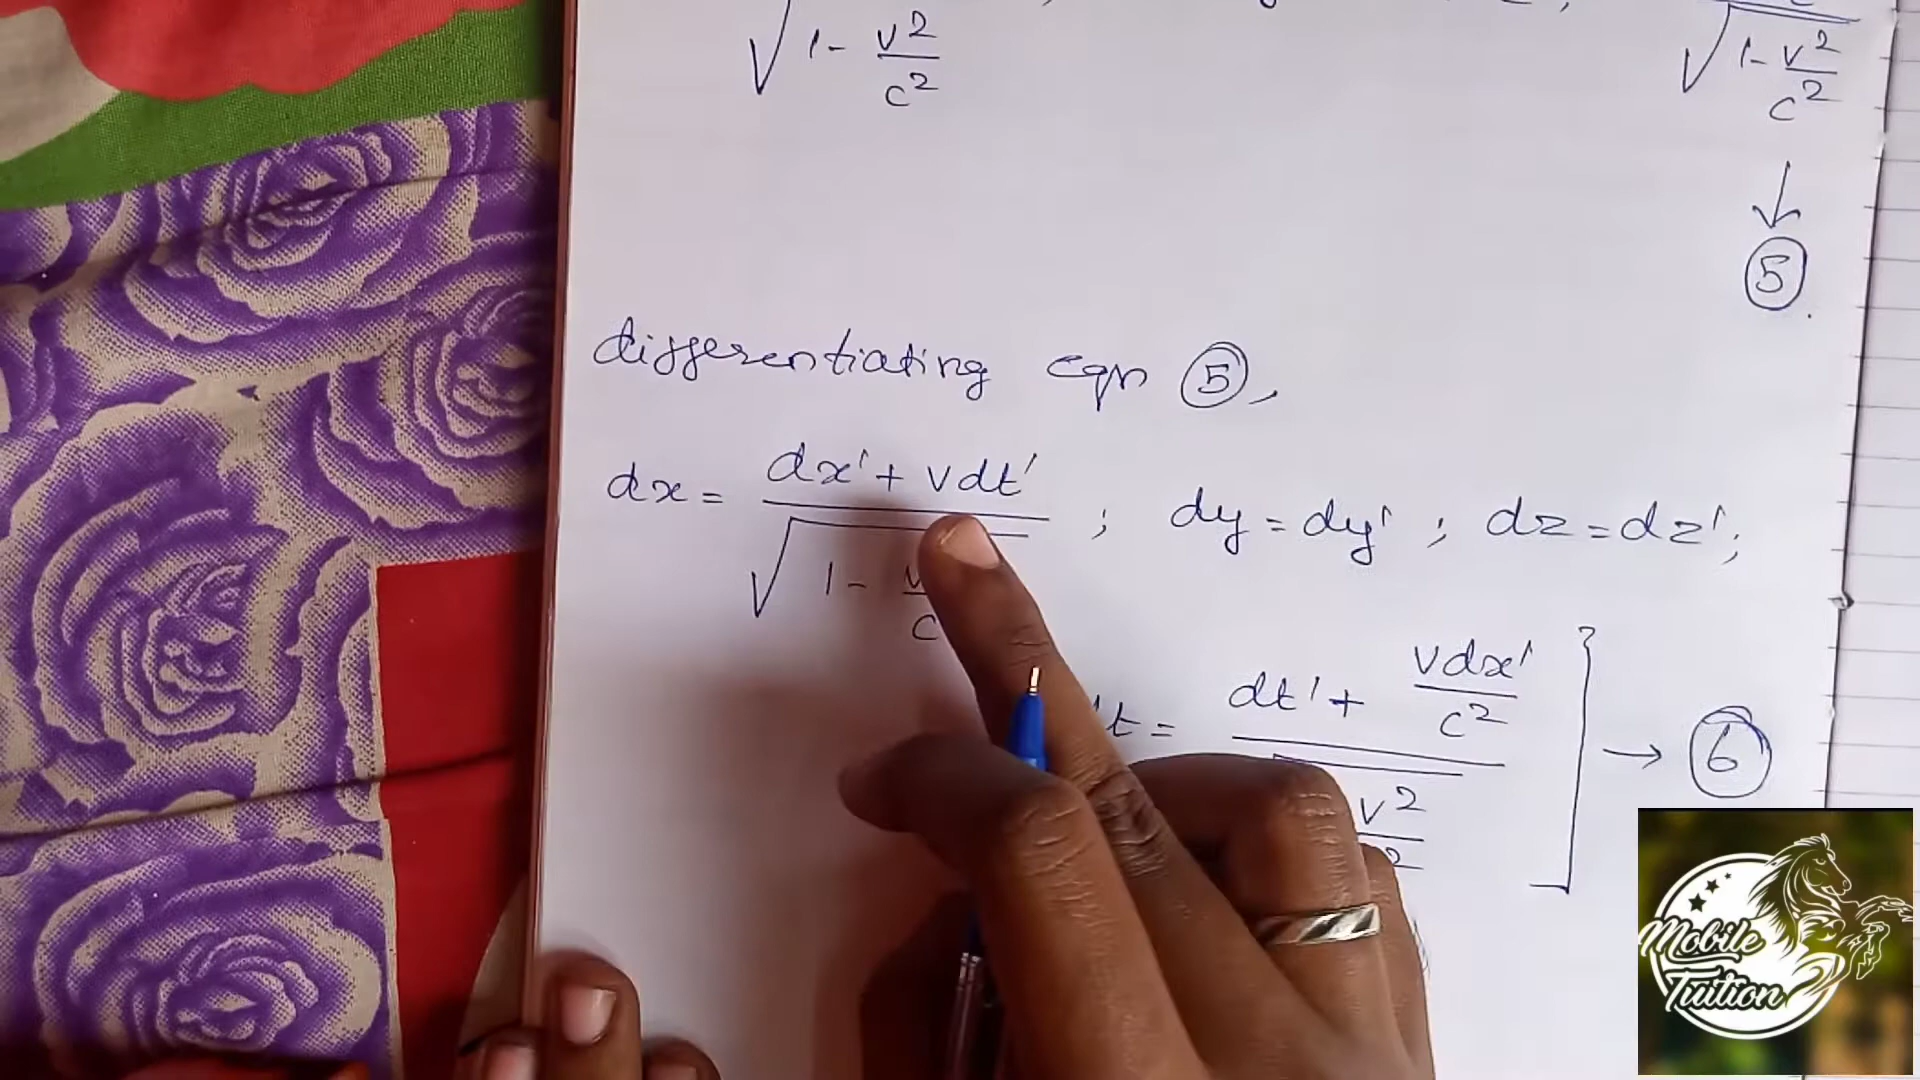 √1 - v²/c² √1 - v²/c²
↓
⑤
differentiating eqn ⑤,
dx = dx' + vdt' / √1 - v/c ; dy = dy' ; dz = dz' ;
dt = dt' + vdx'/c² / √ v²/² ] → ⑥
Mobile
Tuition